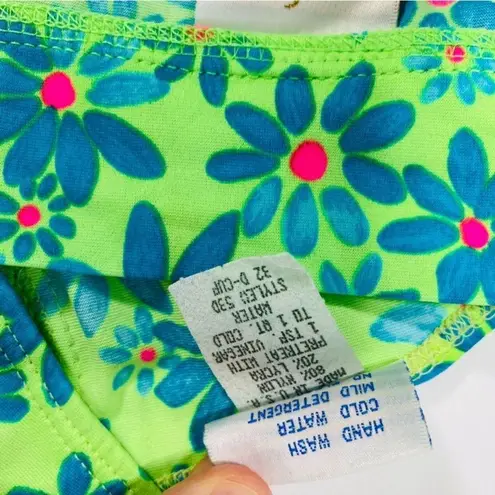 HAND WASH
COLD WATER
MILD DETERGENT
MADE IN U.S.A.
80% NYLON
20% LYCRA
PRETREAT WITH
1 TSP. VINEGAR
TO 1 QT. COLD
WATER
STYLE# 53D
32 D-CUP